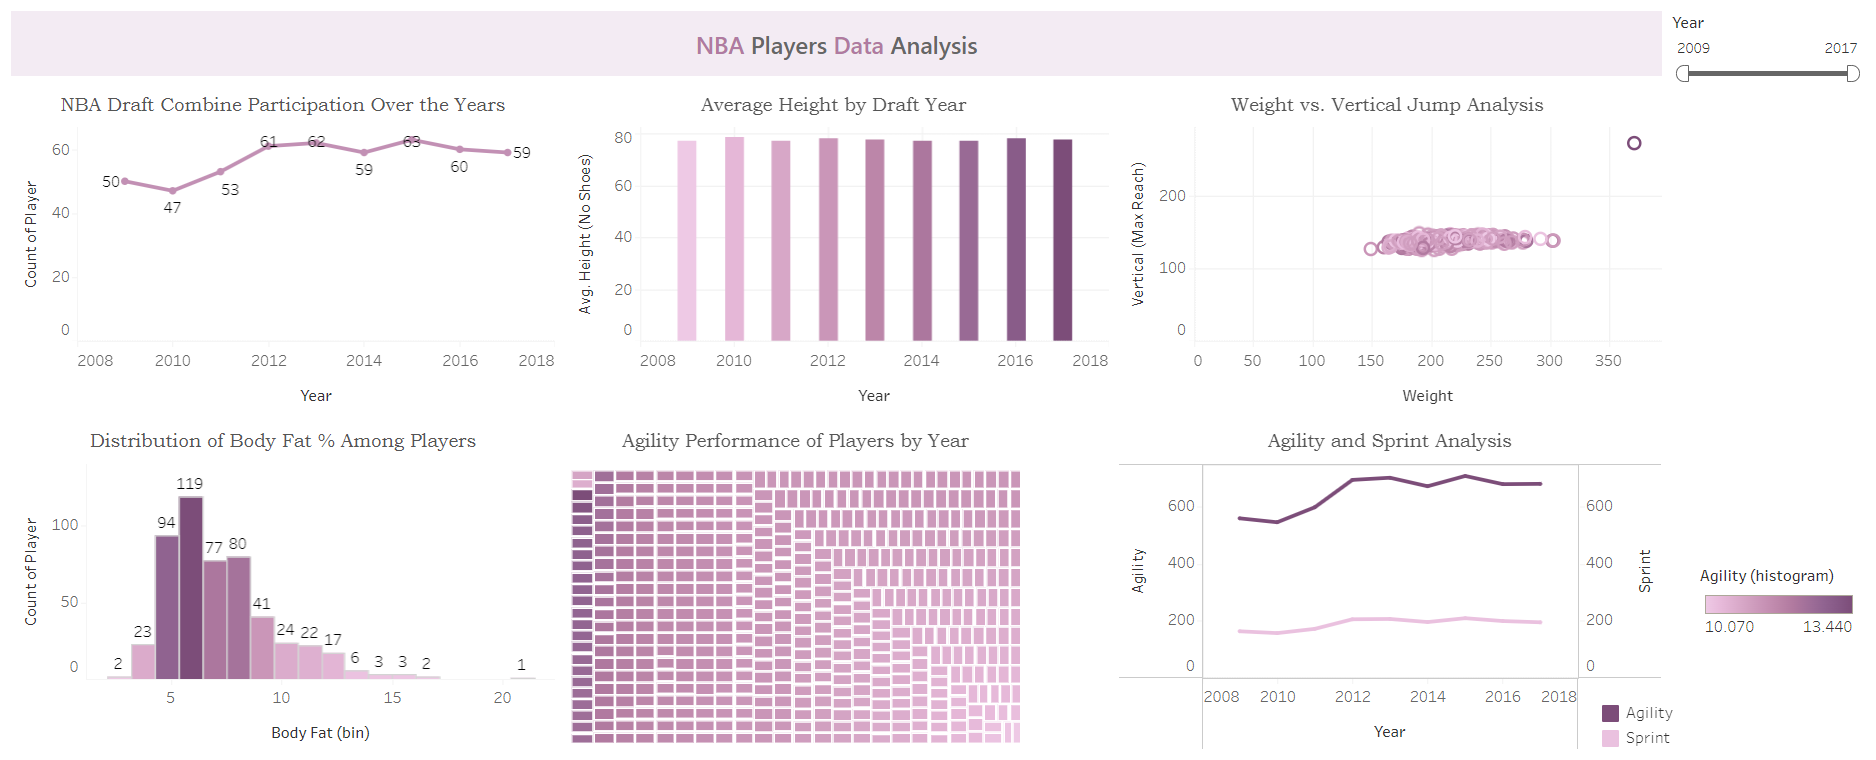 NBA Players Data Analysis
Year
2009 2017
NBA Draft Combine Participation Over the Years
Count of Player
60
40
20
0
50
47
53
61
62
59
63
60
59
2008 2010 2012 2014 2016 2018
Year
Average Height by Draft Year
Avg. Height (No Shoes)
80
60
40
20
0
2008 2010 2012 2014 2016 2018
Year
Weight vs. Vertical Jump Analysis
Vertical (Max Reach)
200
100
0
0 50 100 150 200 250 300 350
Weight
Distribution of Body Fat % Among Players
Count of Player
100
50
0
2
23
94
119
77
80
41
24
22
17
6
3
3
2
1
5 10 15 20
Body Fat (bin)
Agility Performance of Players by Year
Agility and Sprint Analysis
Agility
600
400
200
0
Sprint
600
400
200
0
2008 2010 2012 2014 2016 2018
Year
Agility (histogram)
10.070 13.440
Agility
Sprint